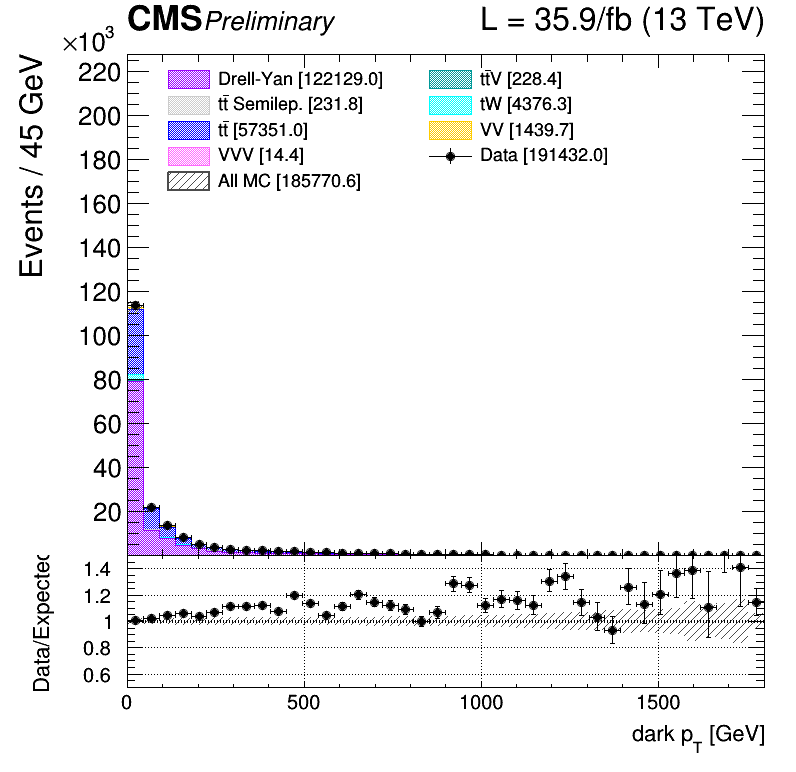 CMS Preliminary L = 35.9/fb (13 TeV)
×10³
Events / 45 GeV
220
200
180
160
140
120
100
80
60
40
20
Drell-Yan [122129.0]
tt̄ Semilep. [231.8]
tt̄ [57351.0]
VVV [14.4]
All MC [185770.6]
tt̄V [228.4]
tW [4376.3]
VV [1439.7]
Data [191432.0]
Data/Expected
1.4
1.2
1
0.8
0.6
0 500 1000 1500
dark p_T [GeV]